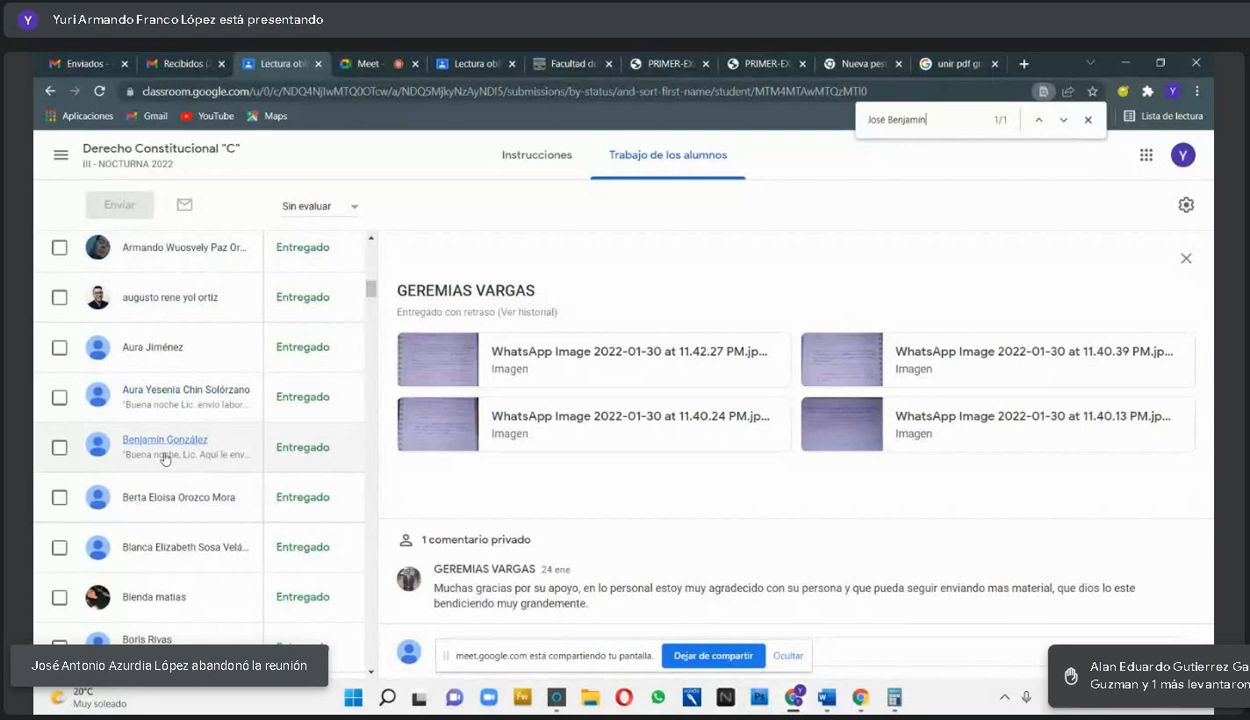 Y Yuri Armando Franco López está presentando
Enviados - Recibidos ( Lectura obl Meet - Lectura obl Facultad d PRIMER-EX PRIMER-EX Nueva pes unir pdf gr
classroom.google.com/u/0/c/
/submissions/by-status/and-sort-first-name/student/
Aplicaciones Gmail YouTube Maps
José Benjamin 1/1
Lista de lectura
Derecho Constitucional "C"
III - NOCTURNA 2022
Instrucciones Trabajo de los alumnos
Y
Enviar Sin evaluar
Armando Wuosvely Paz Or... Entregado
augusto rene yol ortiz Entregado
Aura Jiménez Entregado
Aura Yesenia Chin Solórzano Entregado
"Buena noche Lic. envio labor...
Benjamín González Entregado
"Buena noche, Lic. Aquí le env...
Berta Eloisa Orozco Mora Entregado
Blanca Elizabeth Sosa Velá... Entregado
Blenda matias Entregado
Boris Rivas
GEREMIAS VARGAS
Entregado con retraso (Ver historial)
WhatsApp Image 2022-01-30 at 11.42.27 PM.jp...
Imagen
WhatsApp Image 2022-01-30 at 11.40.39 PM.jp...
Imagen
WhatsApp Image 2022-01-30 at 11.40.24 PM.jp...
Imagen
WhatsApp Image 2022-01-30 at 11.40.13 PM.jp...
Imagen
1 comentario privado
GEREMIAS VARGAS 24 ene
Muchas gracias por su apoyo, en lo personal estoy muy agradecido con su persona y que pueda seguir enviando mas material, que dios lo este
bendiciendo muy grandemente.
meet.google.com está compartiendo tu pantalla. Dejar de compartir Ocultar
José Antonio Azurdia López abandonó la reunión
Alan Eduardo Gutierrez Ga
Guzman y 1 más levantaron
20°C
Muy soleado